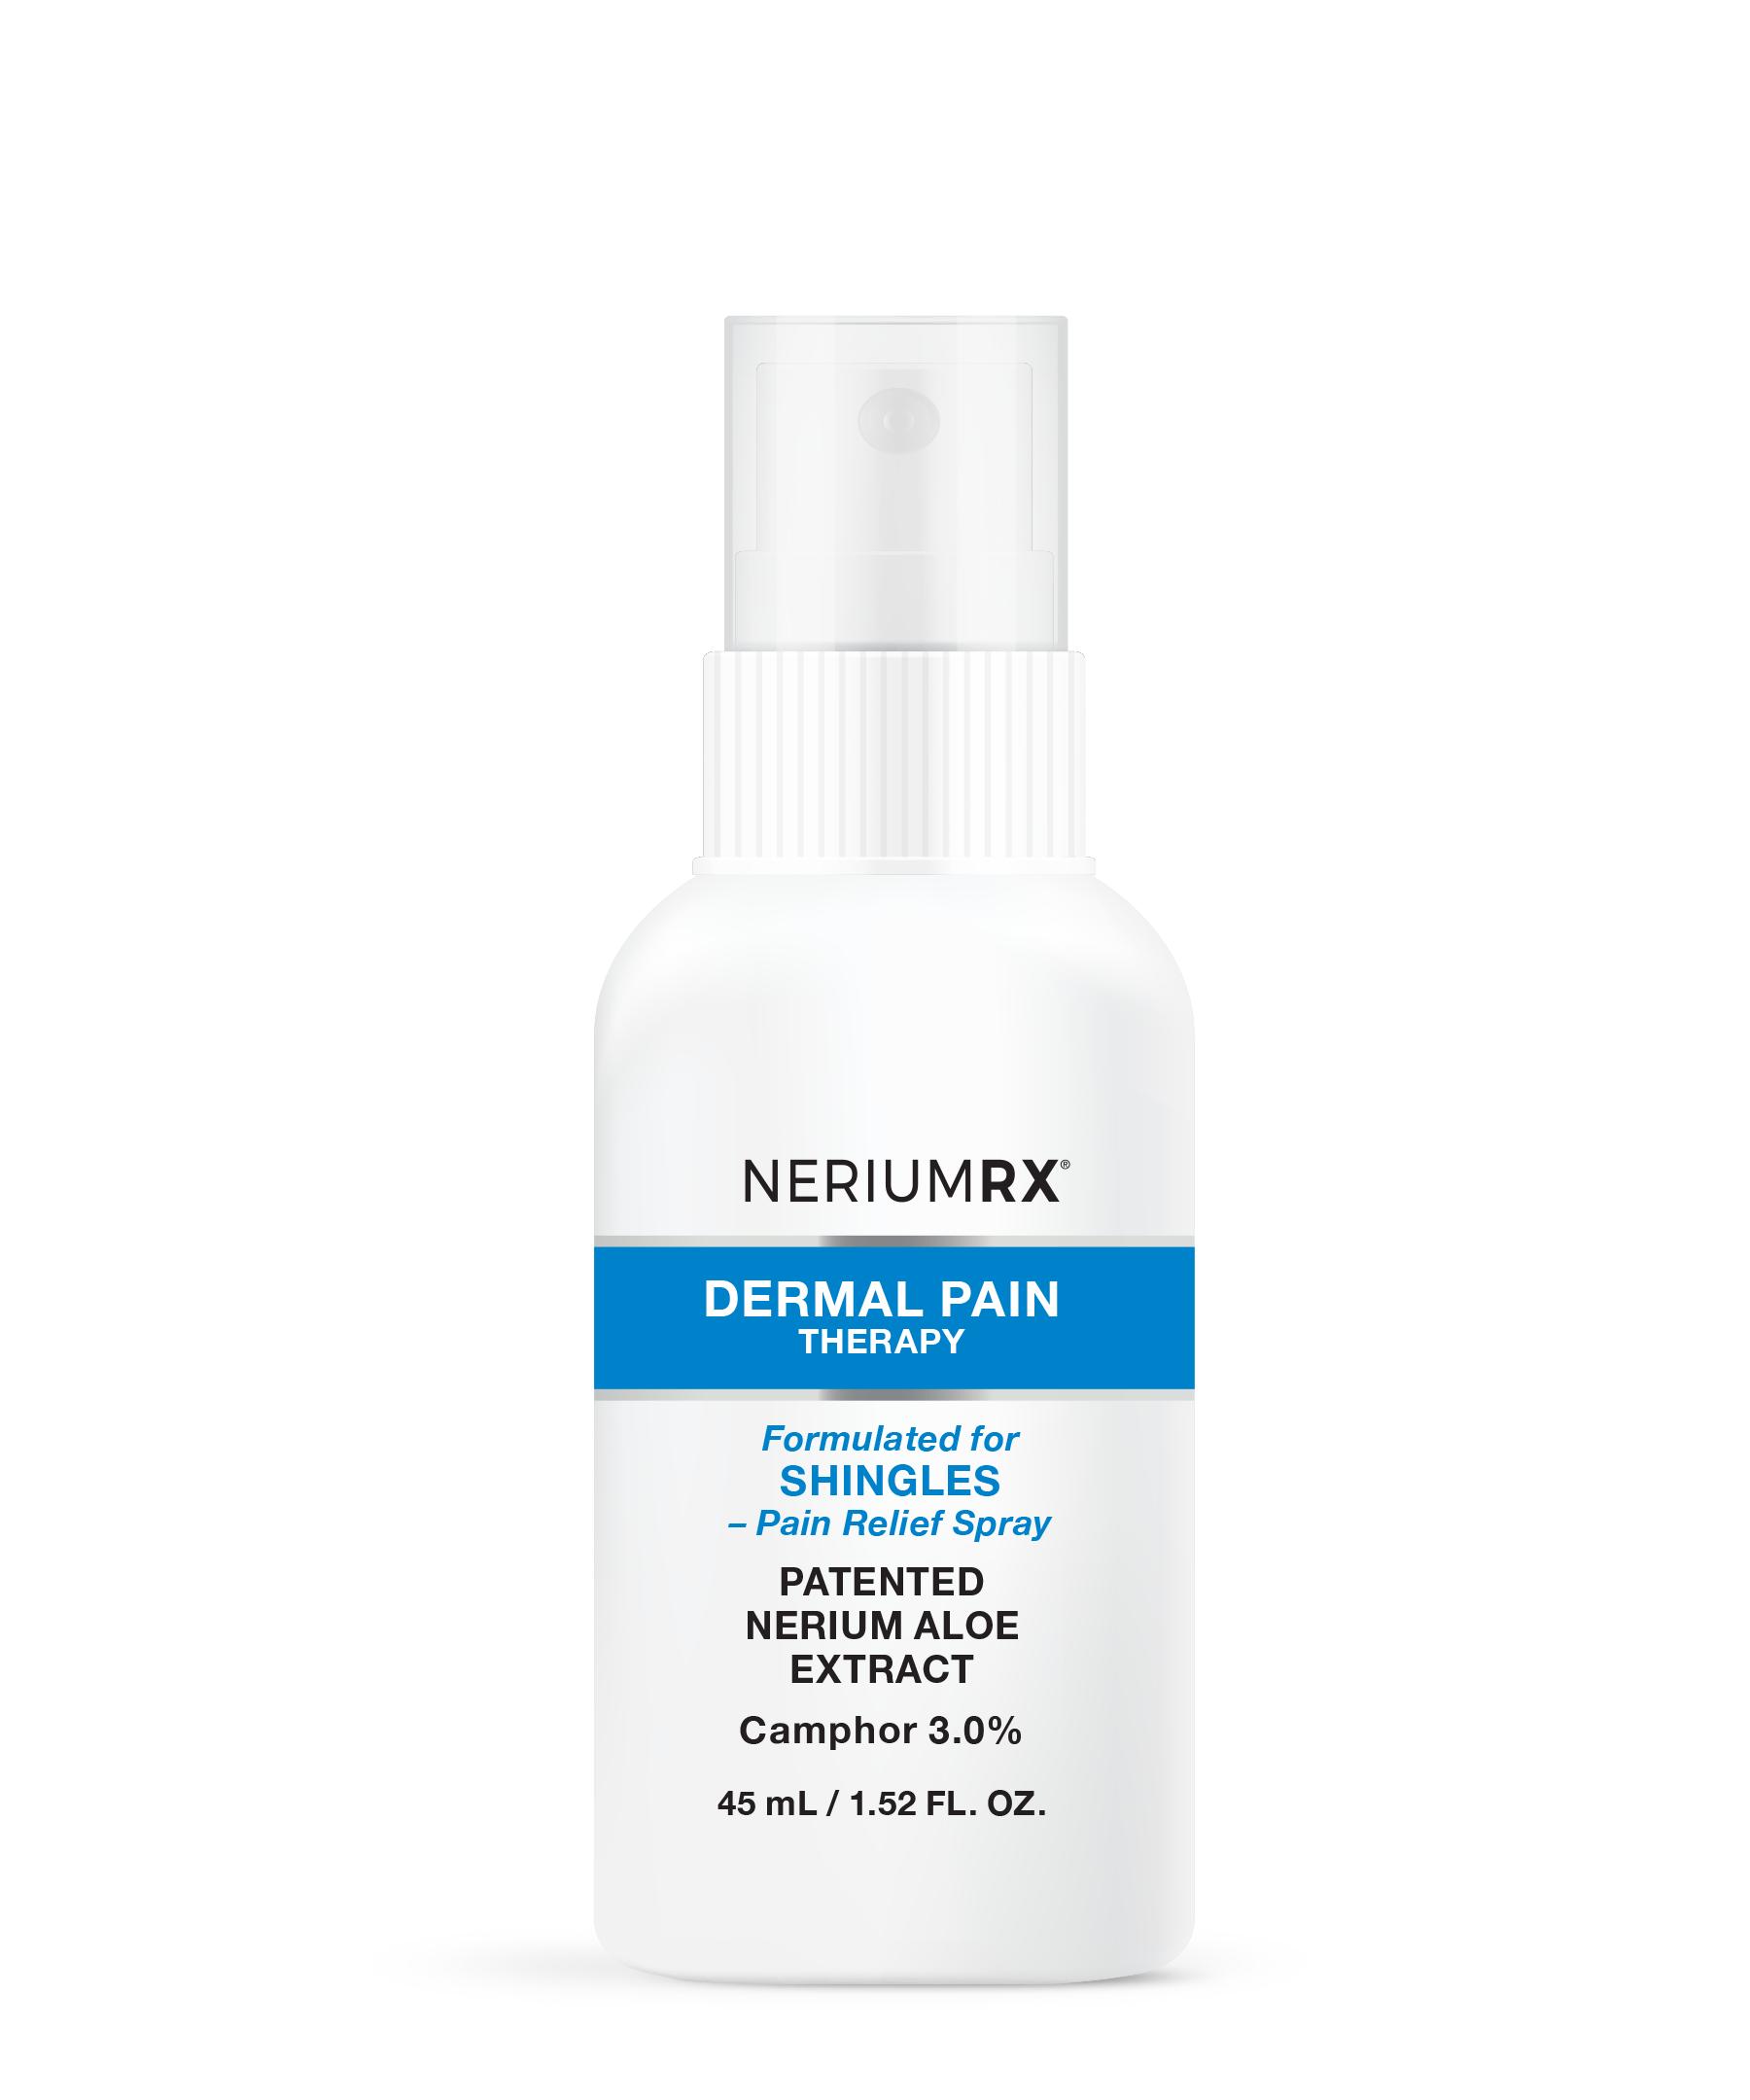 NERIUMRX®
DERMAL PAIN
THERAPY
Formulated for
SHINGLES
– Pain Relief Spray
PATENTED
NERIUM ALOE
EXTRACT
Camphor 3.0%
45 mL / 1.52 FL. OZ.